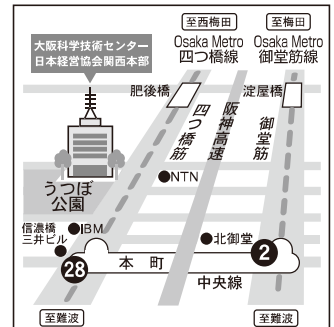 至西梅田
至梅田
大阪科学技術センター
日本経営協会関西本部
Osaka Metro
四つ橋線
Osaka Metro
御堂筋線
肥後橋
淀屋橋
四つ橋筋
阪神高速
御堂筋
うつぼ
公園
●NTN
信濃橋
三井ビル
●IBM
●北御堂
2
28
本町
中央線
至難波
至難波